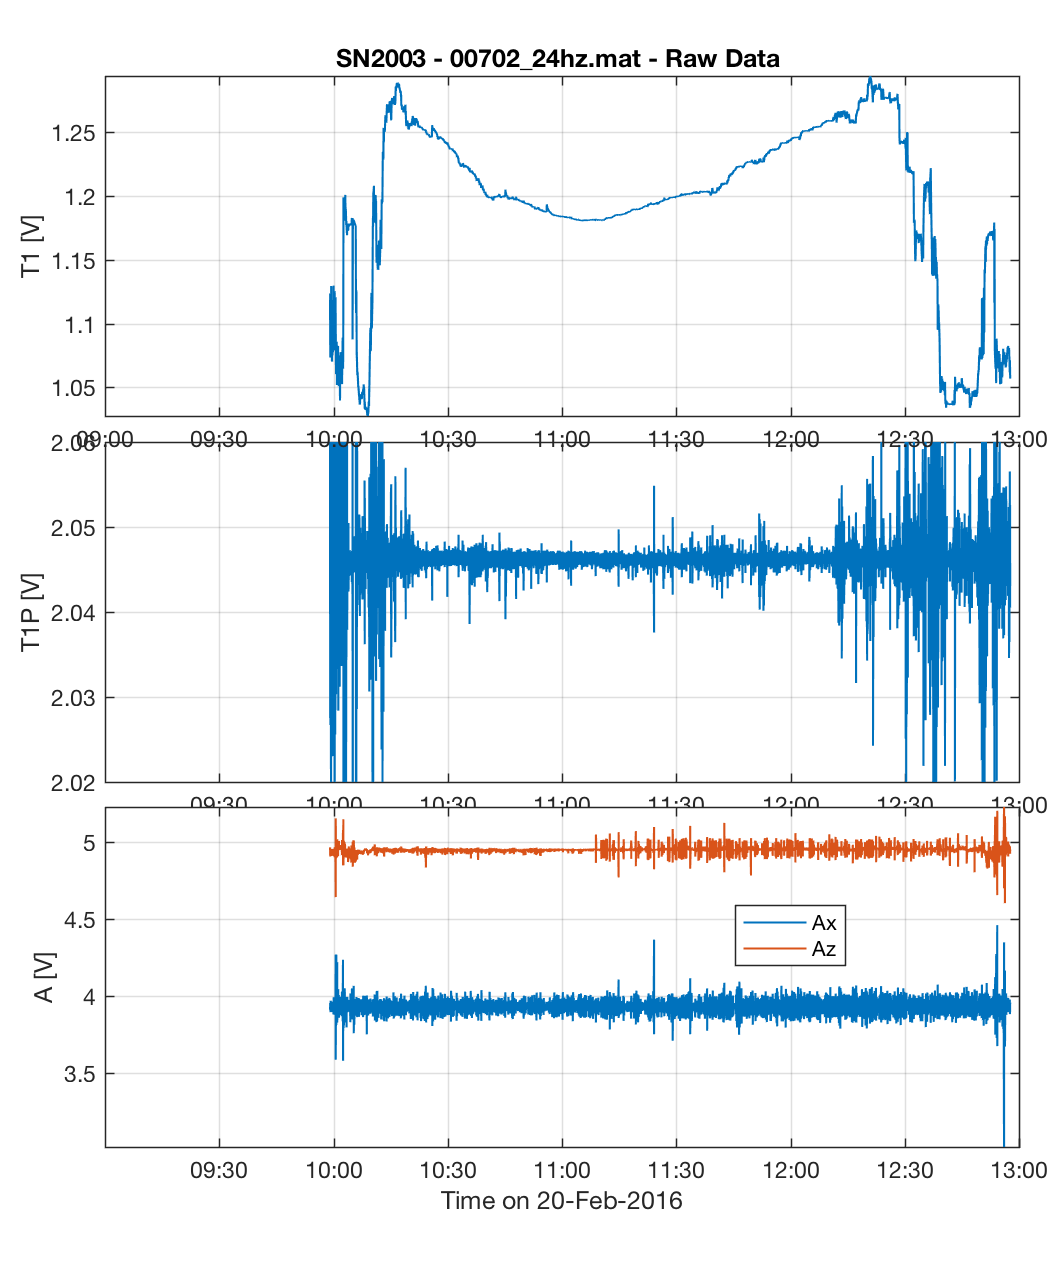 SN2003 - 00702_24hz.mat - Raw Data
T1 [V]
1.25
1.2
1.15
1.1
1.05
09:00 09:30 10:00 10:30 11:00 11:30 12:00 12:30 13:00
T1P [V]
2.06
2.05
2.04
2.03
2.02
09:30 10:00 10:30 11:00 11:30 12:00 12:30 13:00
A [V]
5
4.5
4
3.5
Ax
Az
09:30 10:00 10:30 11:00 11:30 12:00 12:30 13:00
Time on 20-Feb-2016